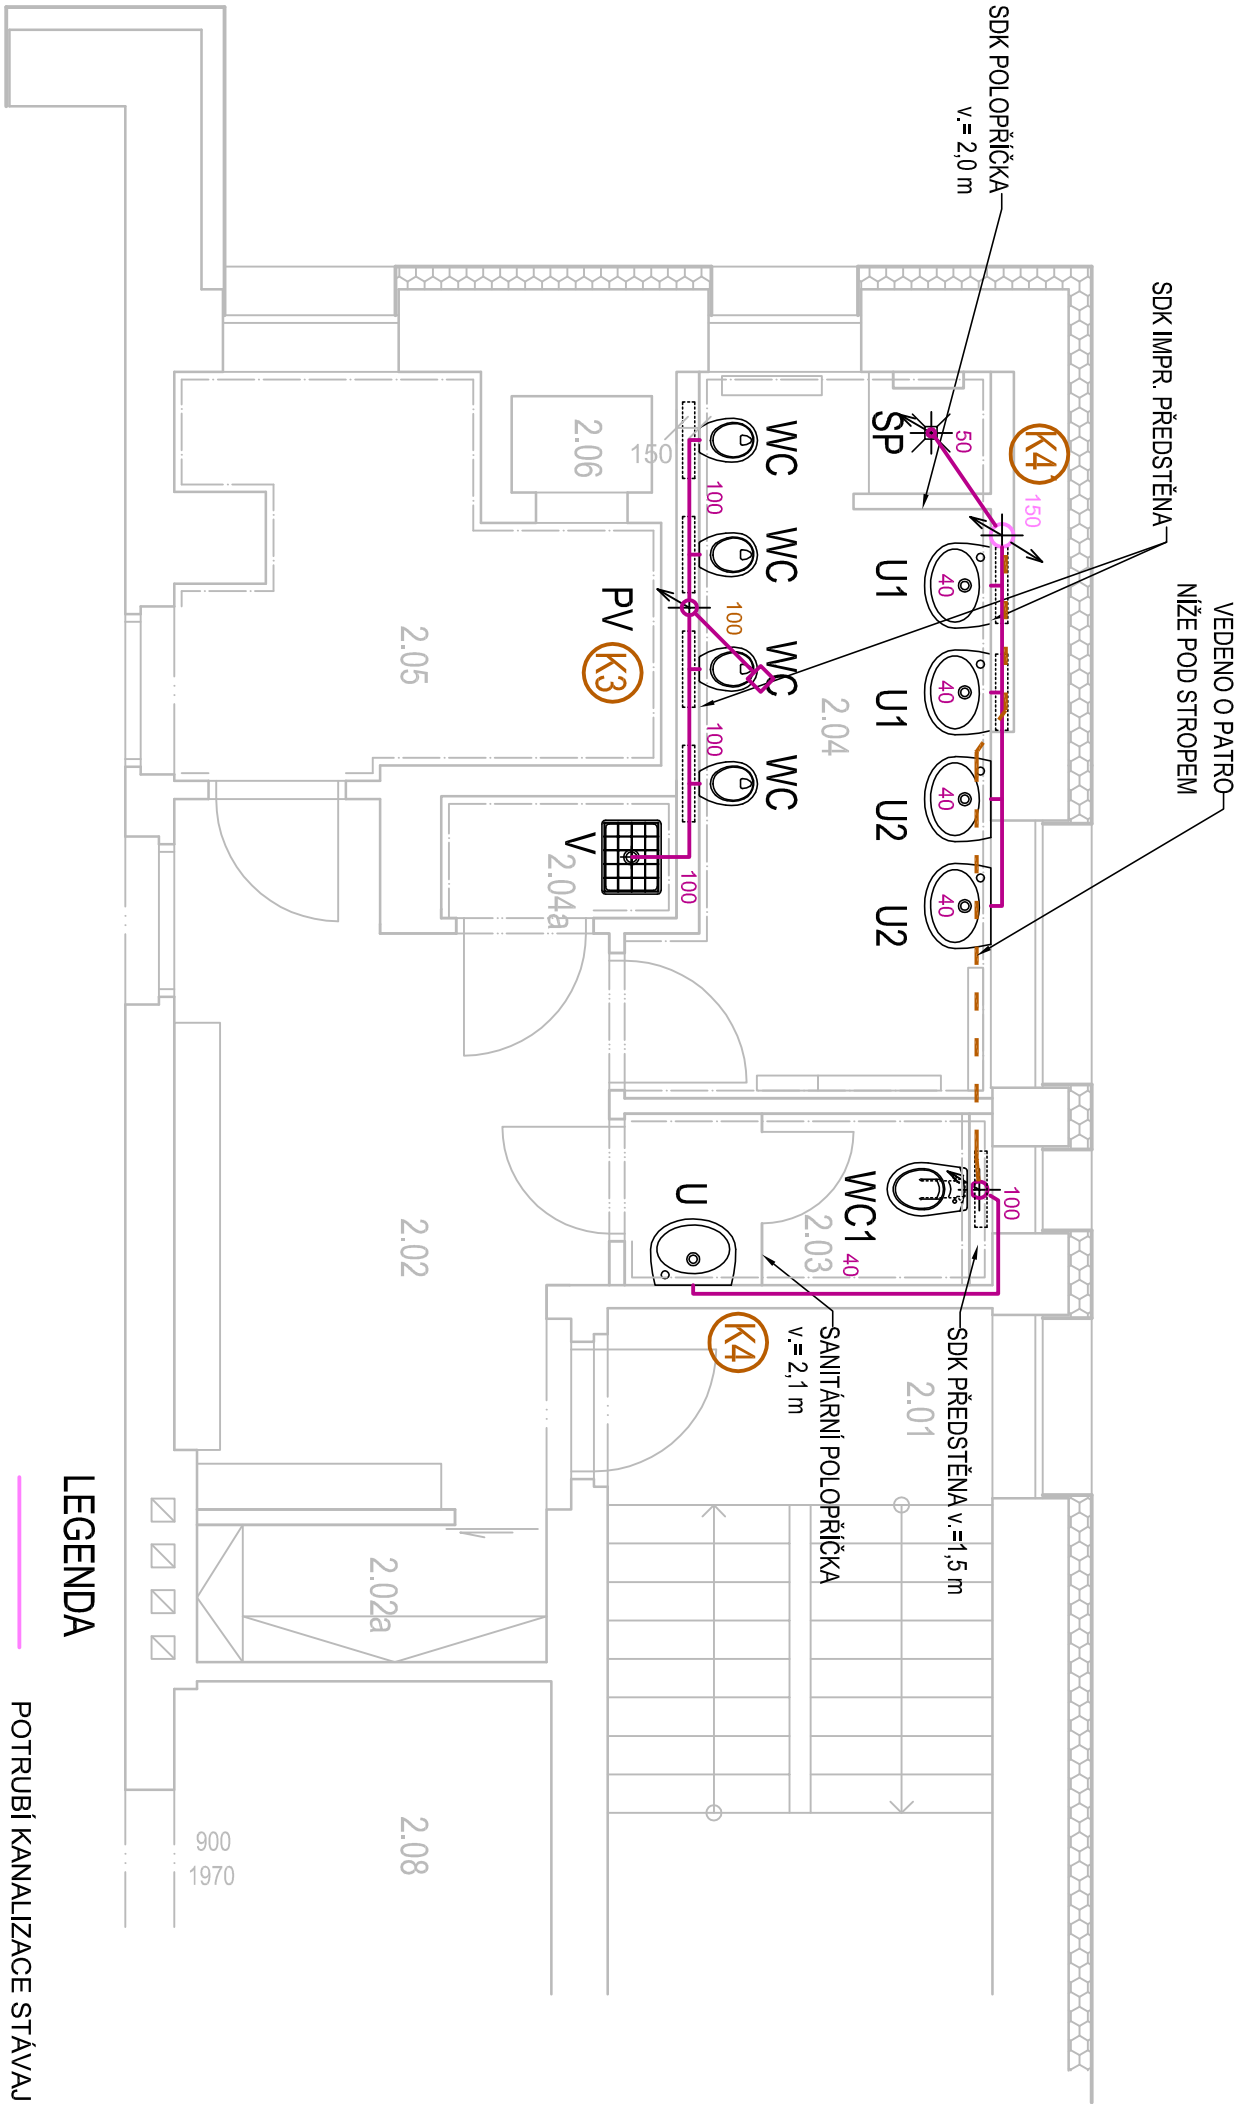 VEDENO O PATRO
NÍŽE POD STROPEM
SDK IMPR. PŘEDSTĚNA
SDK POLOPŘÍČKA
v.= 2,0 m
K4
150
50
SP
U1
40
U1
40
U2
40
U2
40
2.04
WC
WC
WC
WC
100
100
100
100
150
2.06
PV
K3
V
2.04a
2.05
100
WC1
40
2.03
U
K4
SDK PŘEDSTĚNA v.=1,5 m
SANITÁRNÍ POLOPŘÍČKA
v.= 2,1 m
2.01
2.02
2.02a
2.08
900
1970
LEGENDA
POTRUBÍ KANALIZACE STÁVAJ